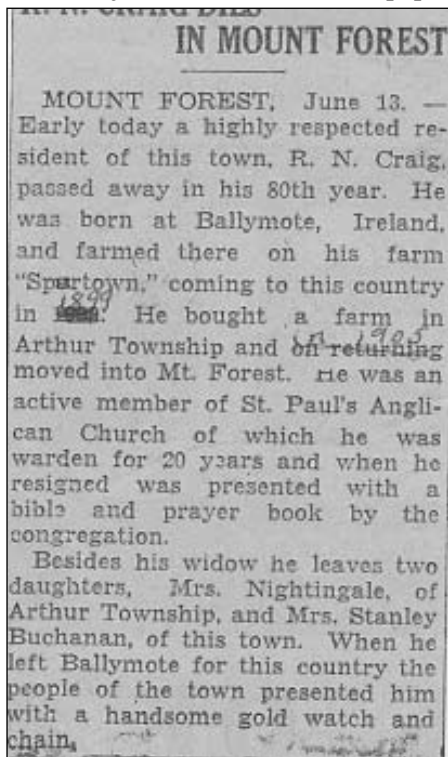 R. N. CRAIG DIES
IN MOUNT FOREST
MOUNT FOREST, June 13. —
Early today a highly respected re-
sident of this town, R. N. Craig,
passed away in his 80th year. He
was born at Ballymote, Ireland,
and farmed there on his farm
"Spurtown," coming to this country
1899
in He bought a farm in
in 1905
Arthur Township and on returning
moved into Mt. Forest. He was an
active member of St. Paul's Angli-
can Church of which he was
warden for 20 years and when he
resigned was presented with a
bible and prayer book by the
congregation.
Besides his widow he leaves two
daughters, Mrs. Nightingale, of
Arthur Township, and Mrs. Stanley
Buchanan, of this town. When he
left Ballymote for this country the
people of the town presented him
with a handsome gold watch and
chain.